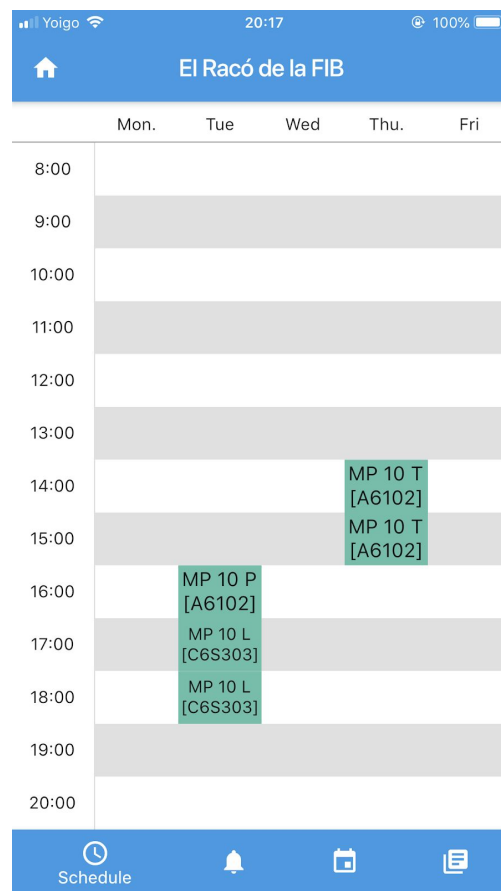 Yoigo 20:17 100%
El Racó de la FIB
Mon. Tue Wed Thu. Fri
8:00
9:00
10:00
11:00
12:00
13:00
14:00 MP 10 T
[A6102]
15:00 MP 10 T
[A6102]
16:00 MP 10 P
[A6102]
17:00 MP 10 L
[C6S303]
18:00 MP 10 L
[C6S303]
19:00
20:00
Schedule